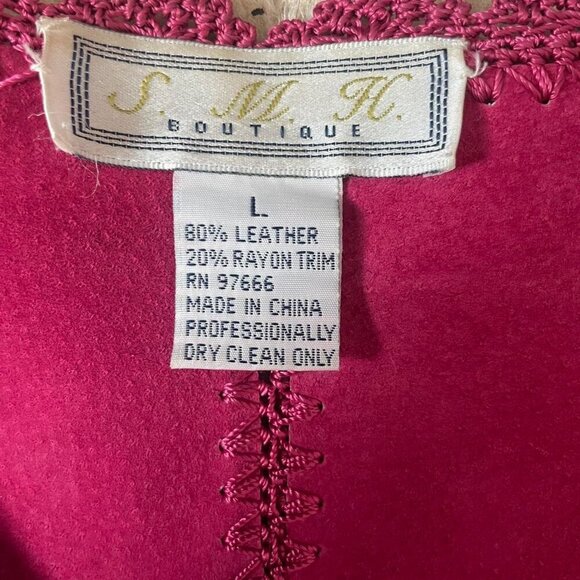 S. M. H.
BOUTIQUE
L
80% LEATHER
20% RAYON TRIM
RN 97666
MADE IN CHINA
PROFESSIONALLY
DRY CLEAN ONLY